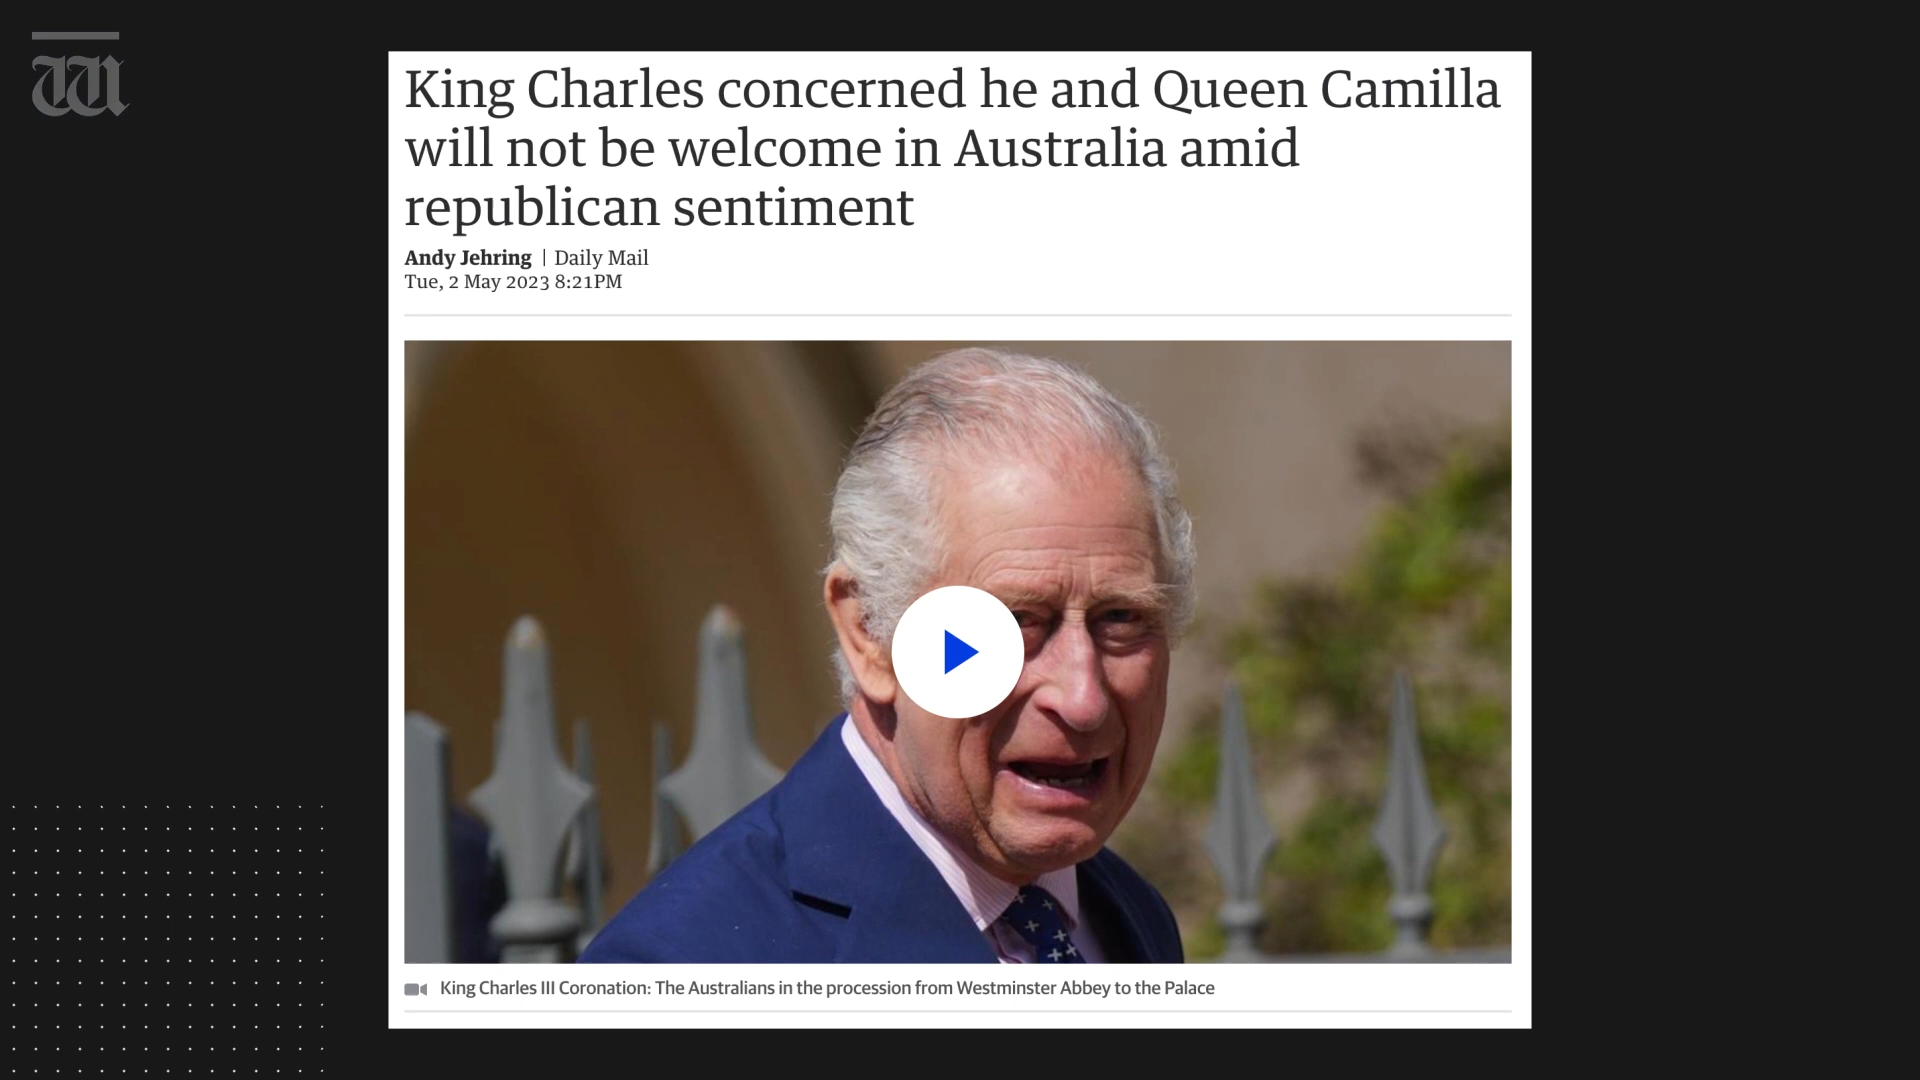 W
King Charles concerned he and Queen Camilla
will not be welcome in Australia amid
republican sentiment
Andy Jehring | Daily Mail
Tue, 2 May 2023 8:21PM
King Charles III Coronation: The Australians in the procession from Westminster Abbey to the Palace